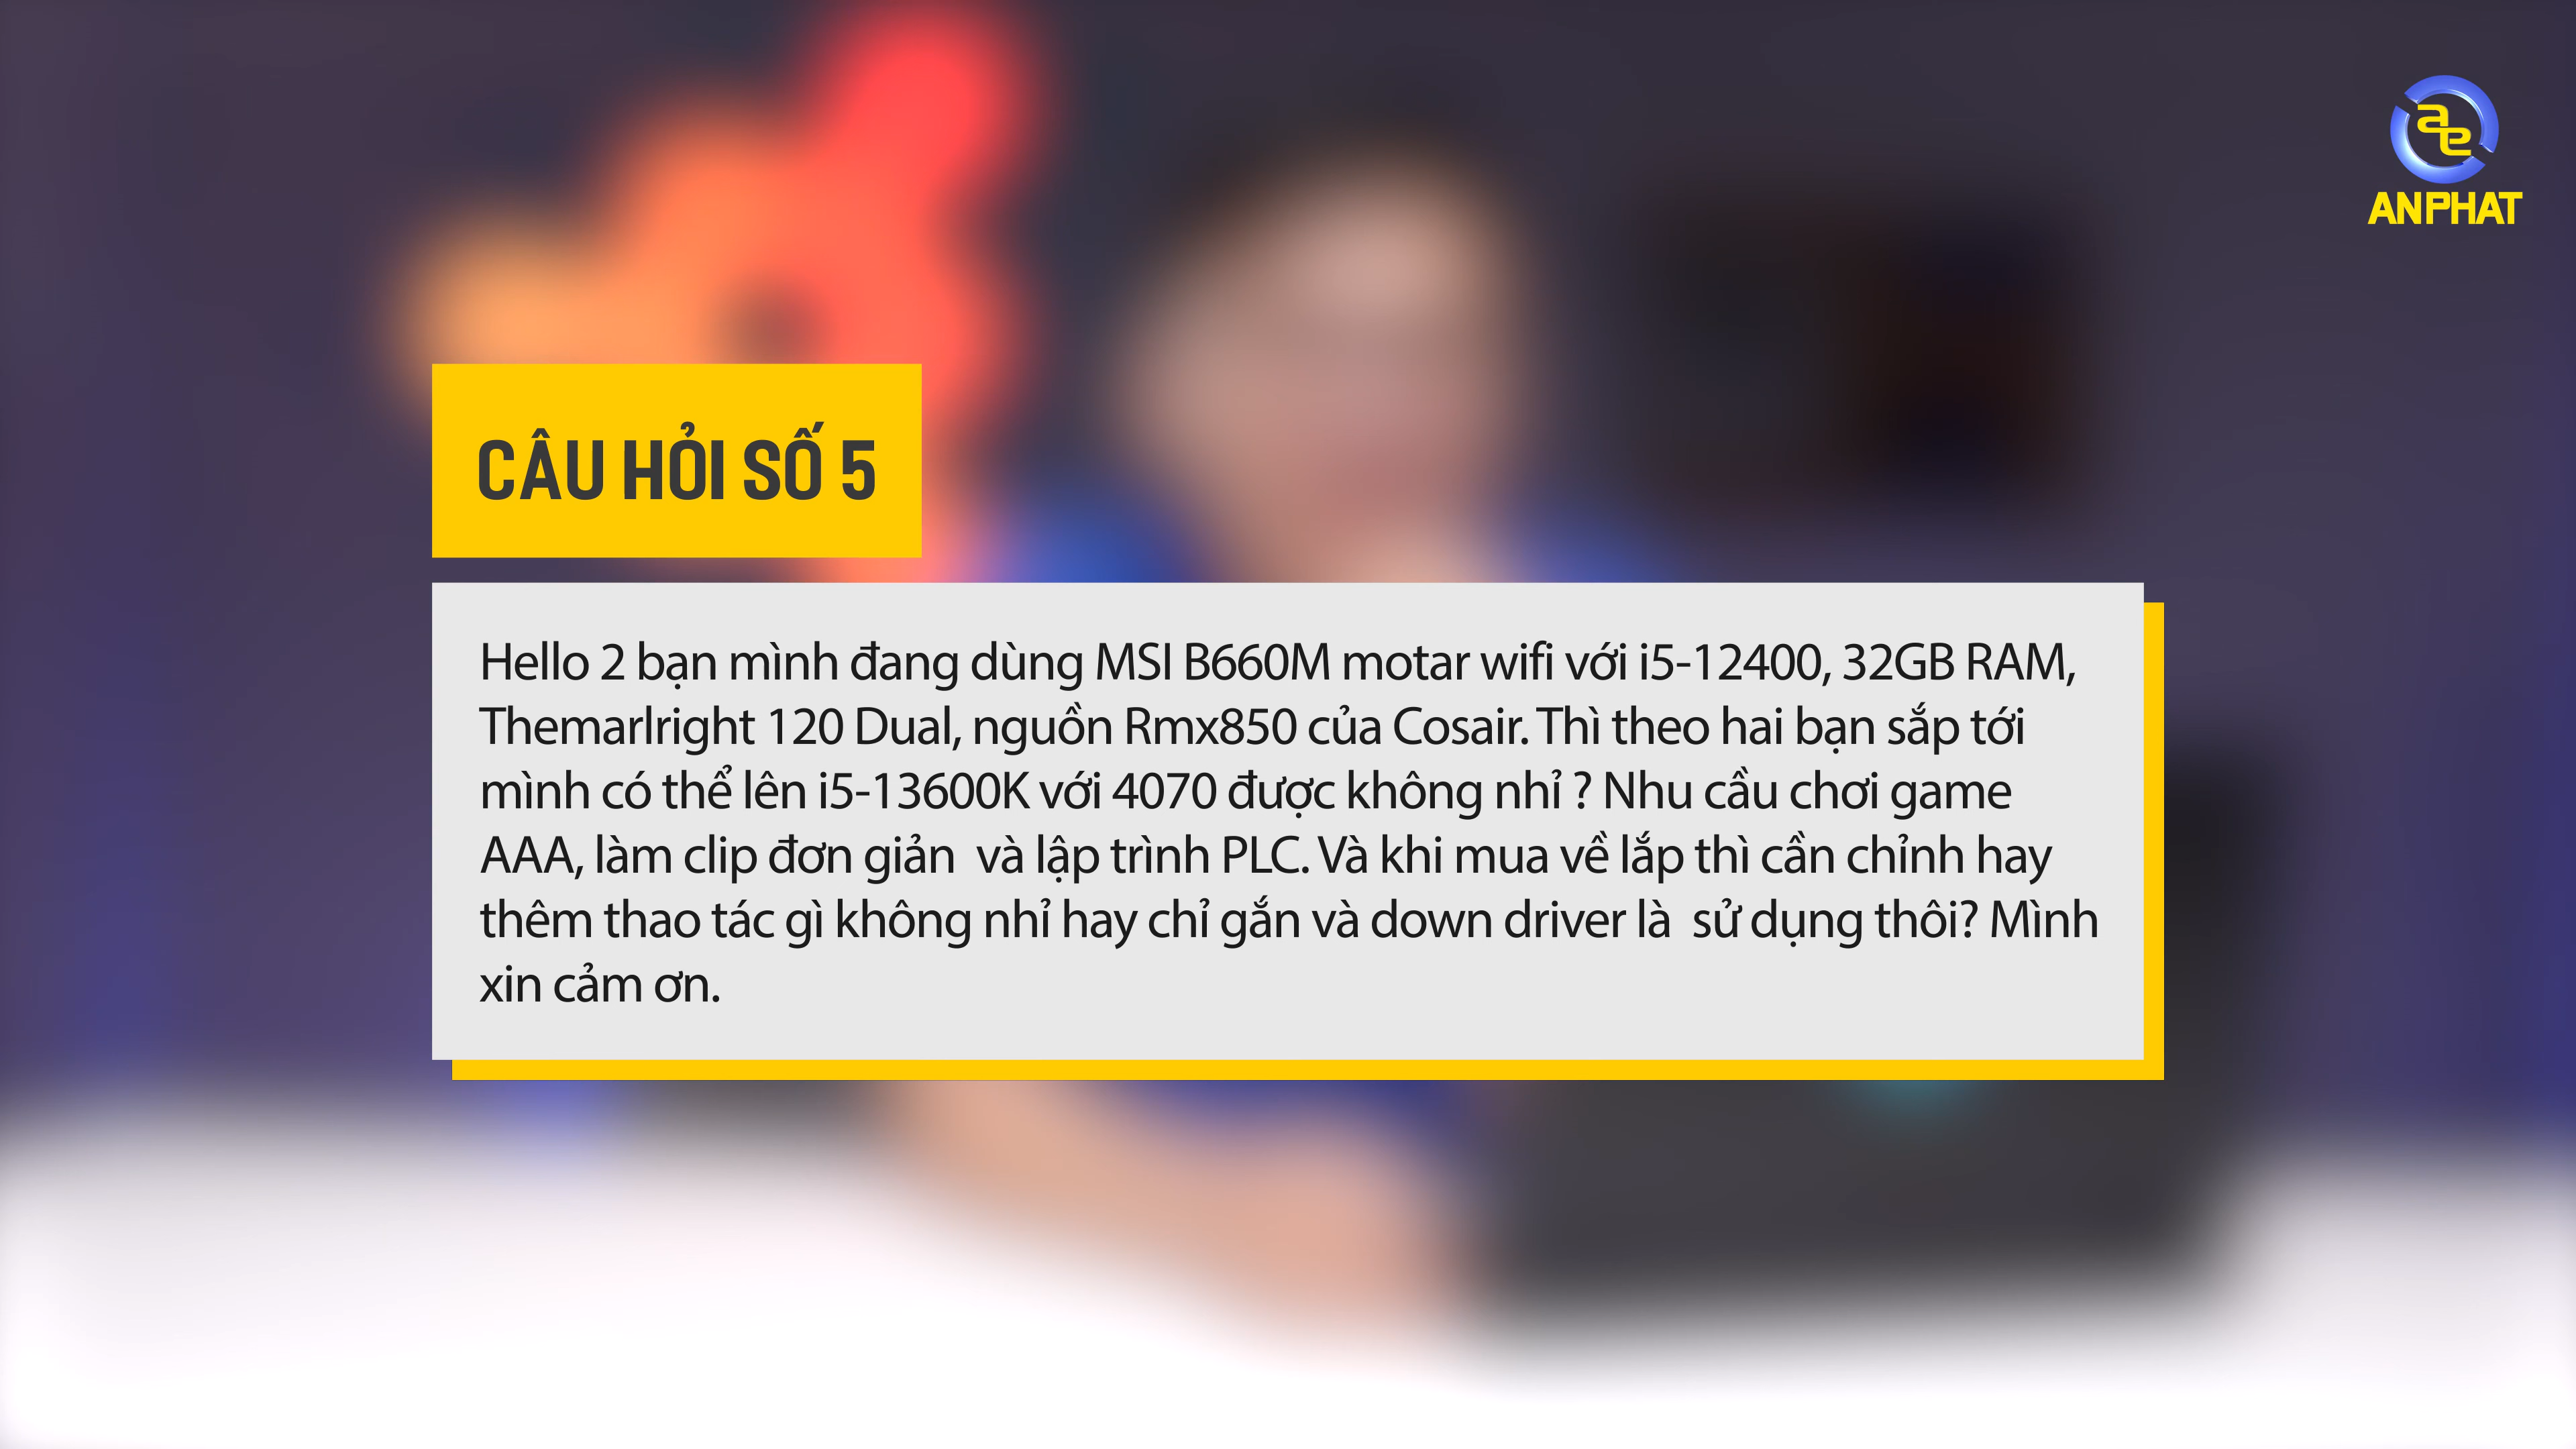 ANPHAT
CÂU HỎI SỐ 5
Hello 2 bạn mình đang dùng MSI B660M motar wifi với i5-12400, 32GB RAM,
Themarlright 120 Dual, nguồn Rmx850 của Cosair. Thì theo hai bạn sắp tới
mình có thể lên i5-13600K với 4070 được không nhỉ ? Nhu cầu chơi game
AAA, làm clip đơn giản  và lập trình PLC. Và khi mua về lắp thì cần chỉnh hay
thêm thao tác gì không nhỉ hay chỉ gắn và down driver là  sử dụng thôi? Mình
xin cảm ơn.